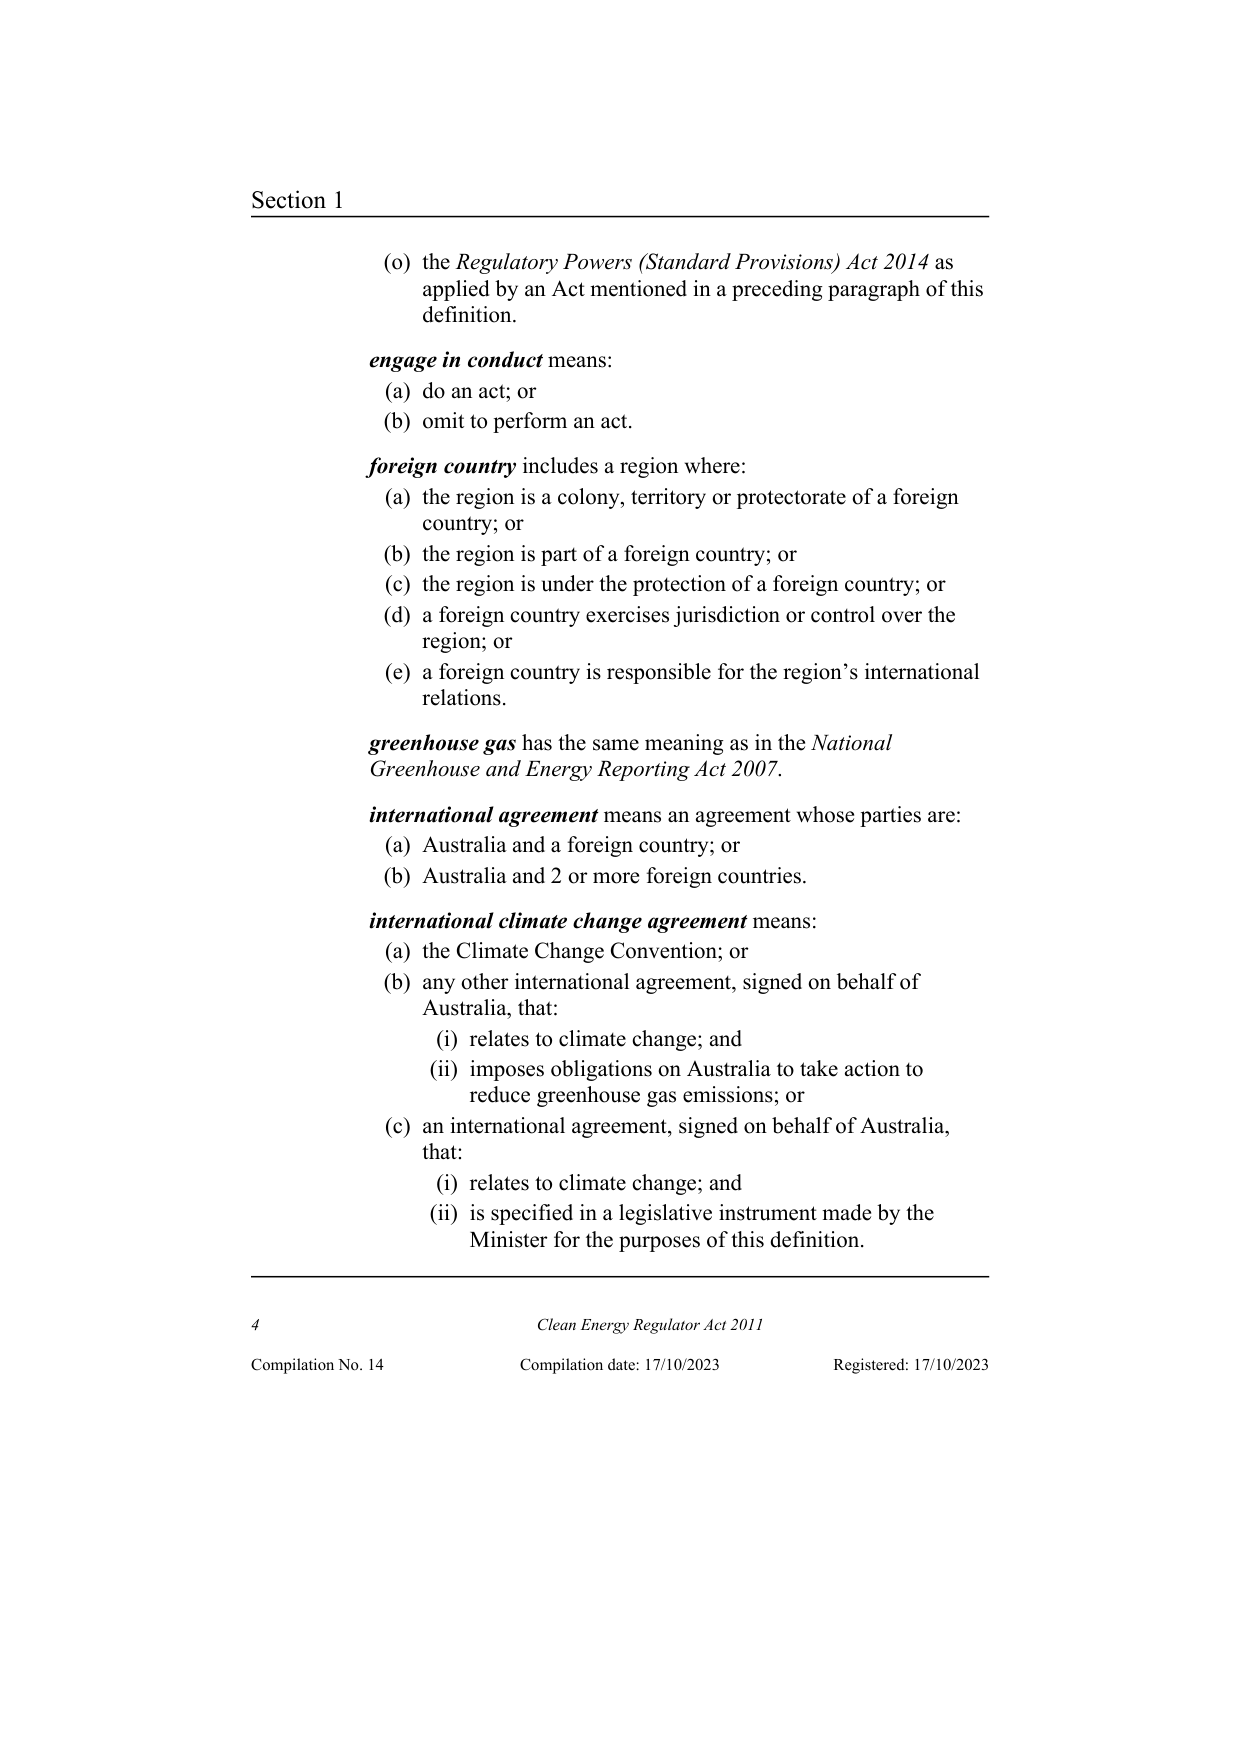 Section 1
(o) the Regulatory Powers (Standard Provisions) Act 2014 as
applied by an Act mentioned in a preceding paragraph of this
definition.
engage in conduct means:
(a) do an act; or
(b) omit to perform an act.
foreign country includes a region where:
(a) the region is a colony, territory or protectorate of a foreign
country; or
(b) the region is part of a foreign country; or
(c) the region is under the protection of a foreign country; or
(d) a foreign country exercises jurisdiction or control over the
region; or
(e) a foreign country is responsible for the region’s international
relations.
greenhouse gas has the same meaning as in the National
Greenhouse and Energy Reporting Act 2007.
international agreement means an agreement whose parties are:
(a) Australia and a foreign country; or
(b) Australia and 2 or more foreign countries.
international climate change agreement means:
(a) the Climate Change Convention; or
(b) any other international agreement, signed on behalf of
Australia, that:
(i) relates to climate change; and
(ii) imposes obligations on Australia to take action to
reduce greenhouse gas emissions; or
(c) an international agreement, signed on behalf of Australia,
that:
(i) relates to climate change; and
(ii) is specified in a legislative instrument made by the
Minister for the purposes of this definition.
4 Clean Energy Regulator Act 2011
Compilation No. 14 Compilation date: 17/10/2023 Registered: 17/10/2023